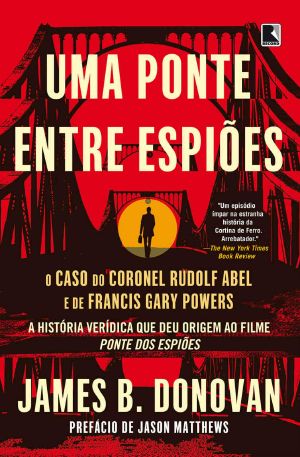 UMA PONTE
ENTRE ESPIÕES
"Um episódio
ímpar na estranha
história da
Cortina de Ferro.
Arrebatador."
The New York Times
Book Review
O CASO DO CORONEL RUDOLF ABEL
E DE FRANCIS GARY POWERS
A HISTÓRIA VERÍDICA QUE DEU ORIGEM AO FILME
PONTE DOS ESPIÕES
JAMES B. DONOVAN
PREFÁCIO DE JASON MATTHEWS